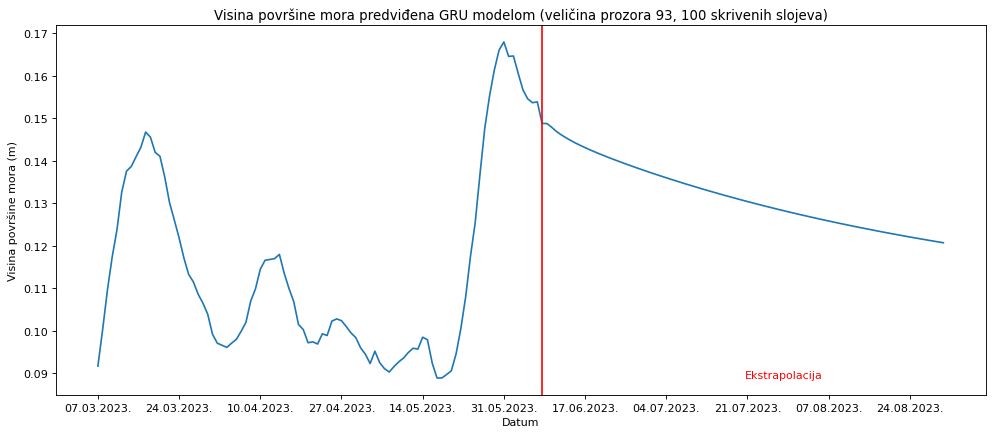 Visina površine mora predviđena GRU modelom (veličina prozora 93, 100 skrivenih slojeva)
Visina površine mora (m)
0.17
0.16
0.15
0.14
0.13
0.12
0.11
0.10
0.09
Ekstrapolacija
07.03.2023. 24.03.2023. 10.04.2023. 27.04.2023. 14.05.2023. 31.05.2023. 17.06.2023. 04.07.2023. 21.07.2023. 07.08.2023. 24.08.2023.
Datum